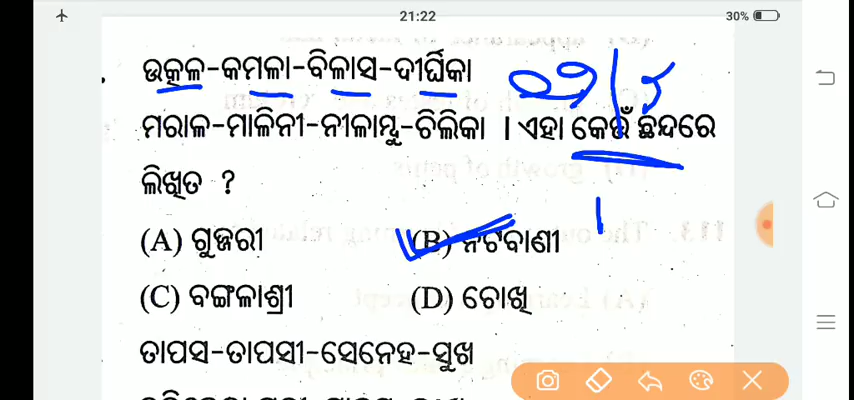 21:22
30%
ଉତ୍କଳ-କମଳା-ବିଳାସ-ଦୀର୍ଘିକା
ମରାଳ-ମାଳିନୀ-ନୀଳାମ୍ବୁ-ଚିଲିକା । ଏହା କେଉଁ ଛନ୍ଦରେ
ଲିଖିତ ?
(A) ଗୁଜ୍ଜରୀ
(B) ନଟବାଣୀ
(C) ବଙ୍ଗଳାଶ୍ରୀ
(D) ଚୋଖି
ତାପସ-ତାପସୀ-ସେନେହ-ସୁଖ